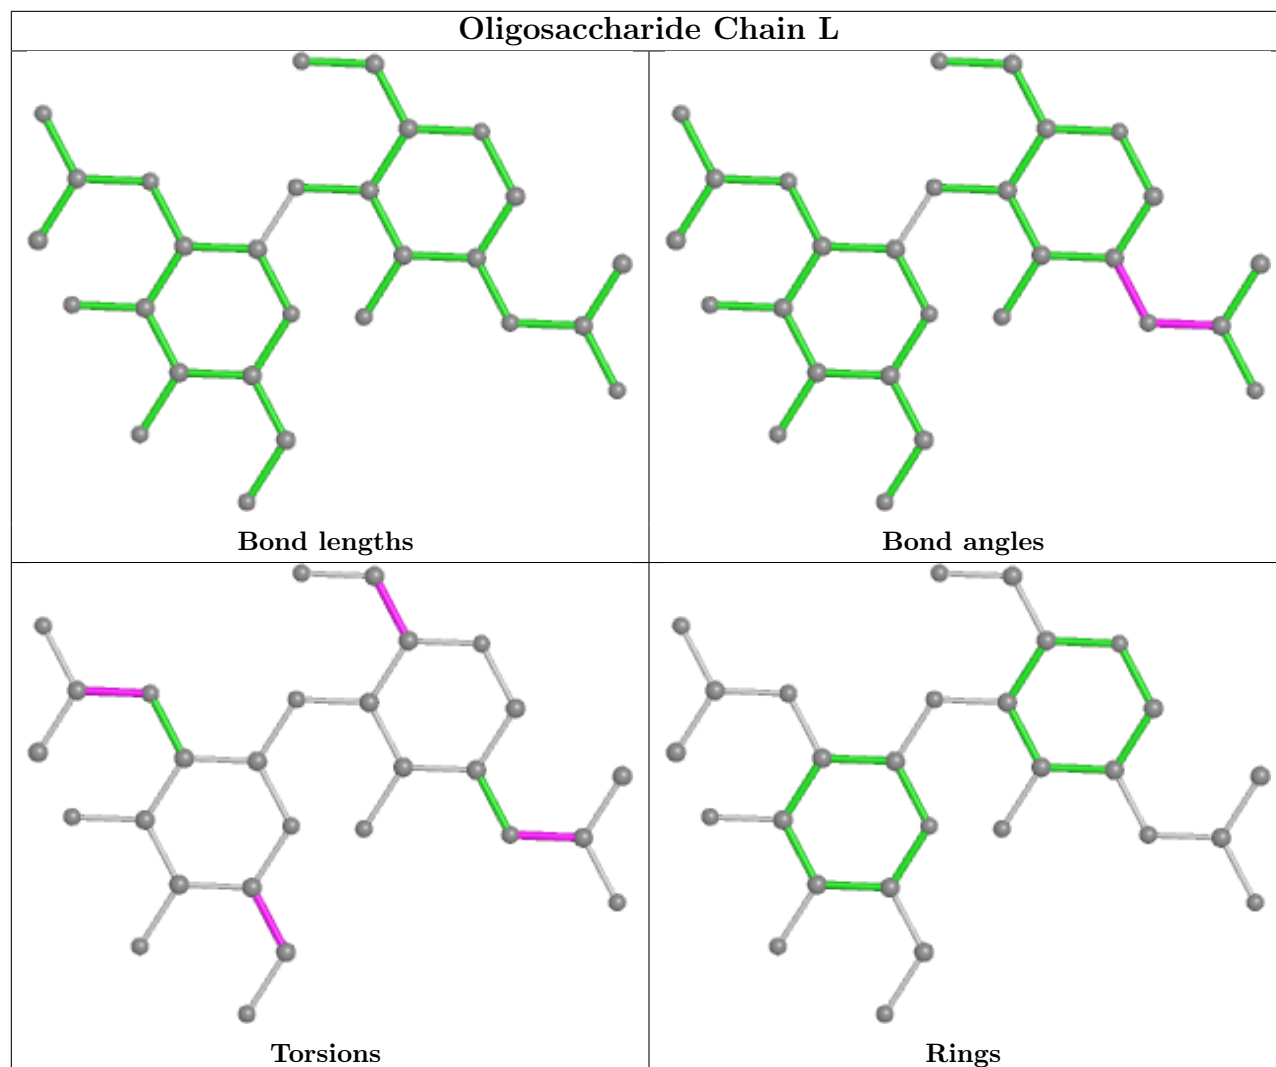 Oligosaccharide Chain L
Bond lengths
Bond angles
Torsions
Rings